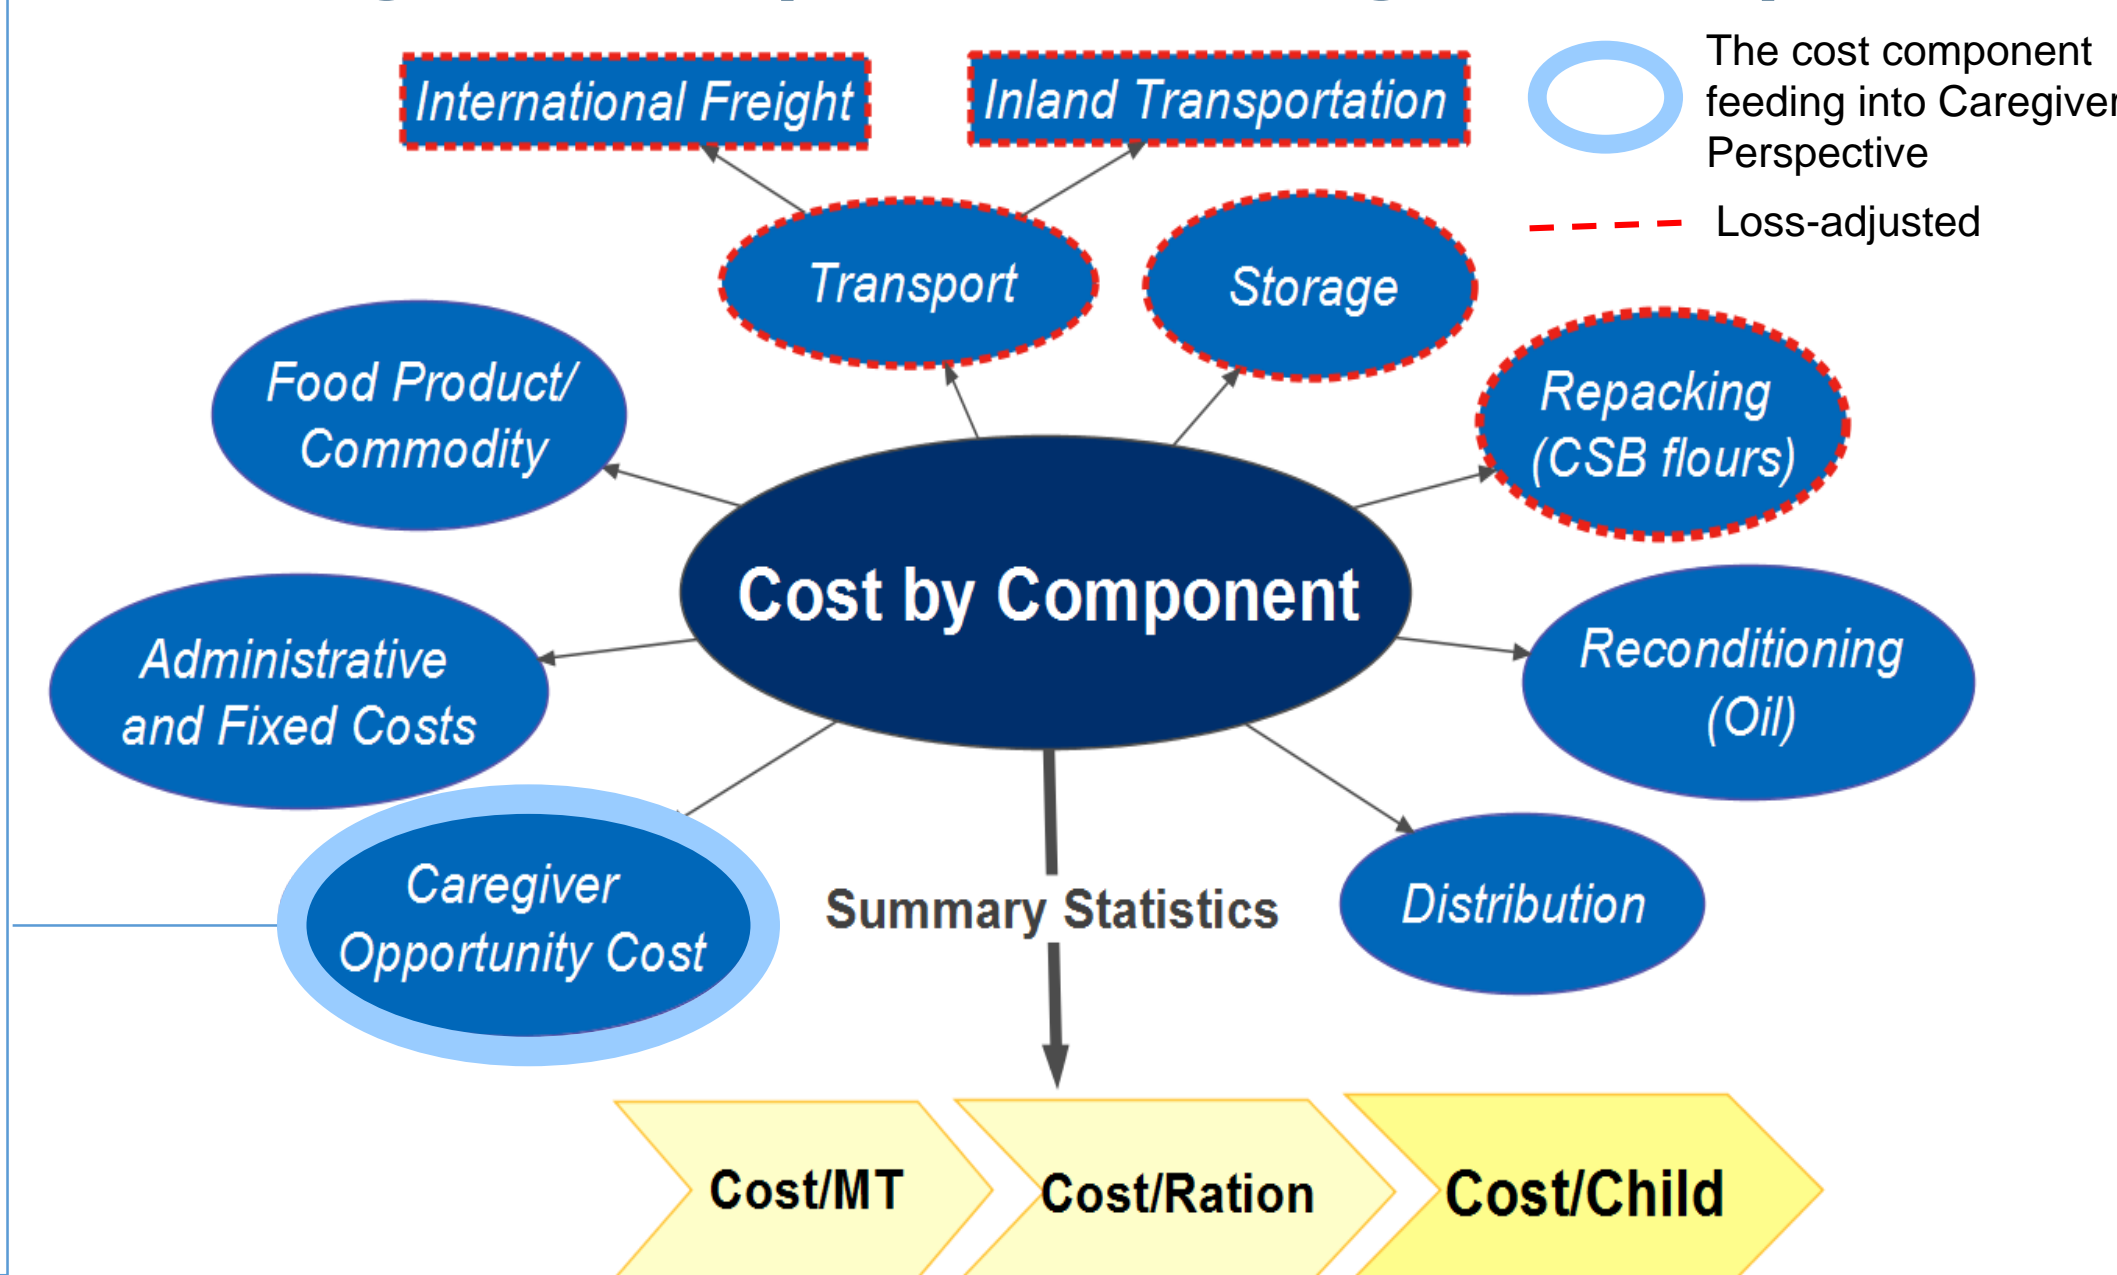 The cost component
feeding into Caregiver
Perspective
Loss-adjusted
International Freight
Inland Transportation
Transport
Storage
Food Product/
Commodity
Repacking
(CSB flours)
Cost by Component
Administrative
and Fixed Costs
Reconditioning
(Oil)
Caregiver
Opportunity Cost
Summary Statistics
Distribution
Cost/MT
Cost/Ration
Cost/Child